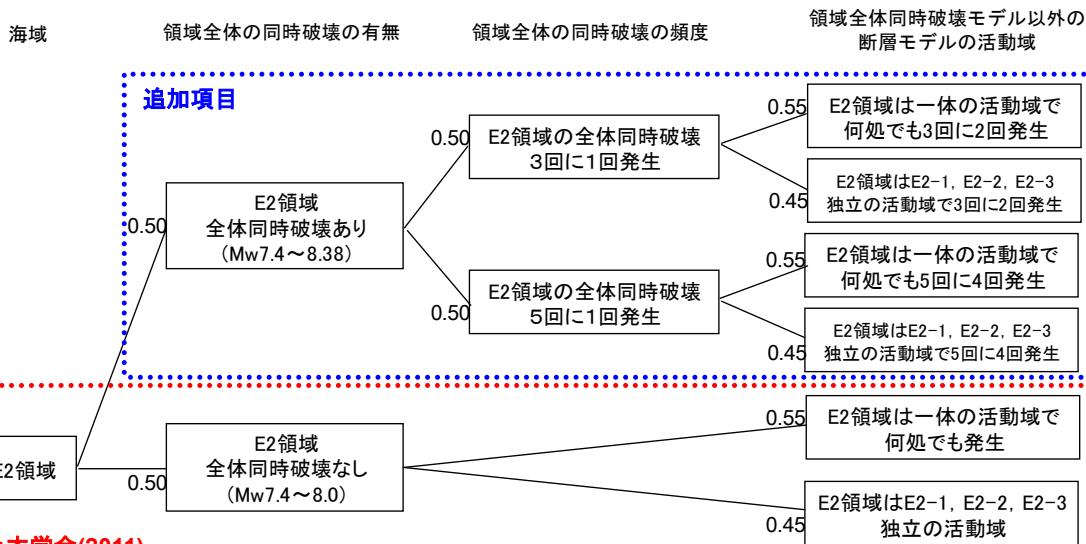 海域
領域全体の同時破壊の有無
領域全体の同時破壊の頻度
領域全体同時破壊モデル以外の
断層モデルの活動域
追加項目
0.50
E2領域
全体同時破壊あり
(Mw7.4～8.38)
0.50
E2領域の全体同時破壊
3回に1回発生
0.55
E2領域は一体の活動域で
何処でも3回に2回発生
0.45
E2領域はE2-1, E2-2, E2-3
独立の活動域で3回に2回発生
0.50
E2領域の全体同時破壊
5回に1回発生
0.55
E2領域は一体の活動域で
何処でも5回に4回発生
0.45
E2領域はE2-1, E2-2, E2-3
独立の活動域で5回に4回発生
E2領域
0.50
E2領域
全体同時破壊なし
(Mw7.4～8.0)
0.55
E2領域は一体の活動域で
何処でも発生
0.45
E2領域はE2-1, E2-2, E2-3
独立の活動域
木学会(2011)